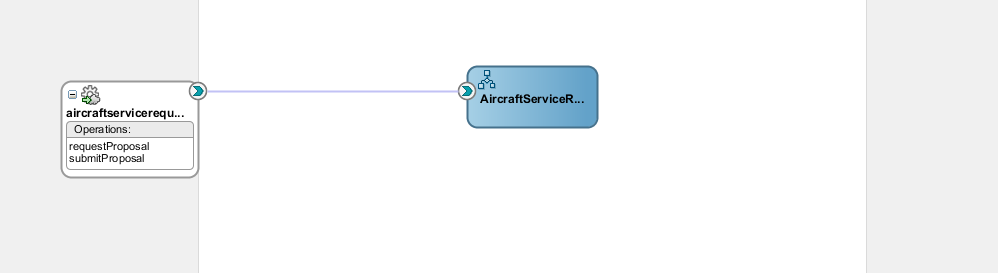 aircraftservicerequ...
Operations:
requestProposal
submitProposal
AircraftServiceR...